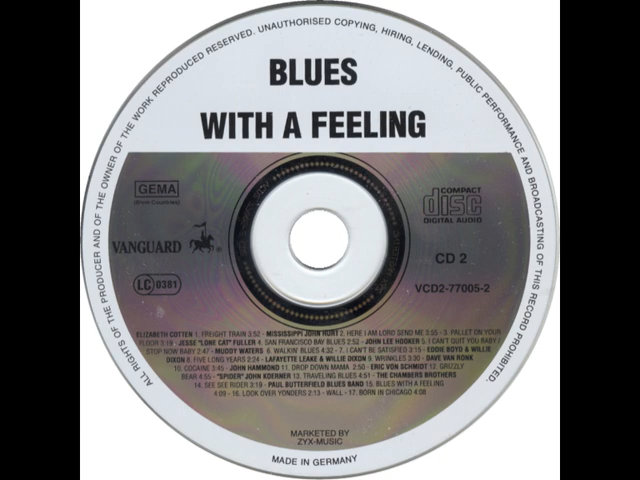 ALL RIGHTS OF THE PRODUCER AND OF THE OWNER OF THE WORK REPRODUCED RESERVED. UNAUTHORISED COPYING, HIRING, LENDING, PUBLIC PERFORMANCE AND BROADCASTING OF THIS RECORD PROHIBITED.
BLUES
WITH A FEELING
GEMA
VANGUARD
LC 0381
COMPACT
disc
DIGITAL AUDIO
CD 2
VCD2-77005-2
ELIZABETH COTTEN 1. FREIGHT TRAIN 3:52 - MISSISSIPPI JOHN HURT 2. HERE I AM LORD SEND ME 3:55 - 3. PALLET ON YOUR
FLOOR 3:19 - JESSE "LONE CAT" FULLER 4. SAN FRANCISCO BAY BLUES 2:52 - JOHN LEE HOOKER 5. I CAN'T QUIT YOU BABY /
STOP NOW BABY 2:47 - MUDDY WATERS 6. WALKIN' BLUES 4:32 - 7. I CAN'T BE SATISFIED 3:15 - EDDIE BOYD & WILLIE
DIXON 8. FIVE LONG YEARS 2:24 - LAFAYETTE LEAKE & WILLIE DIXON 9. WRINKLES 3:30 - DAVE VAN RONK
10. COCAINE 3:45 - JOHN HAMMOND 11. DROP DOWN MAMA 2:50 - ERIC VON SCHMIDT 12. GRIZZLY
BEAR 4:55 - "SPIDER" JOHN KOERNER 13. TRAVELING BLUES 4:51 - THE CHAMBERS BROTHERS
14. SEE SEE RIDER 3:19 - PAUL BUTTERFIELD BLUES BAND 15. BLUES WITH A FEELING
4:09 - 16. LOOK OVER YONDERS 2:13 - WALL - 17. BORN IN CHICAGO 4:08
MARKETED BY
ZYX-MUSIC
MADE IN GERMANY